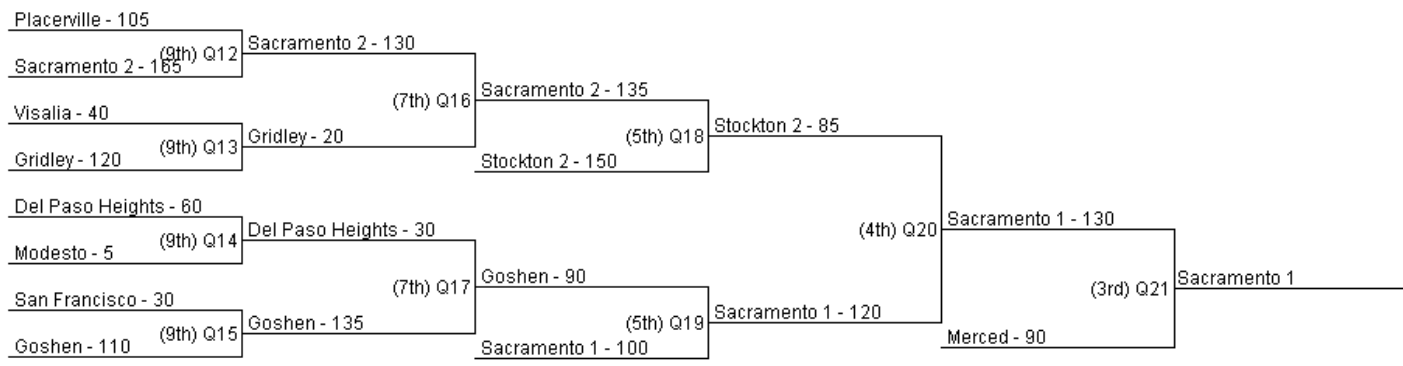 Placerville - 105
(9th) Q12
Sacramento 2 - 165
Sacramento 2 - 130
Visalia - 40
(9th) Q13
Gridley - 120
Gridley - 20
(7th) Q16
Sacramento 2 - 135
Stockton 2 - 150
(5th) Q18
Stockton 2 - 85
Del Paso Heights - 60
(9th) Q14
Modesto - 5
Del Paso Heights - 30
San Francisco - 30
(9th) Q15
Goshen - 110
Goshen - 135
(7th) Q17
Goshen - 90
Sacramento 1 - 100
(5th) Q19
Sacramento 1 - 120
(4th) Q20
Sacramento 1 - 130
Merced - 90
(3rd) Q21
Sacramento 1